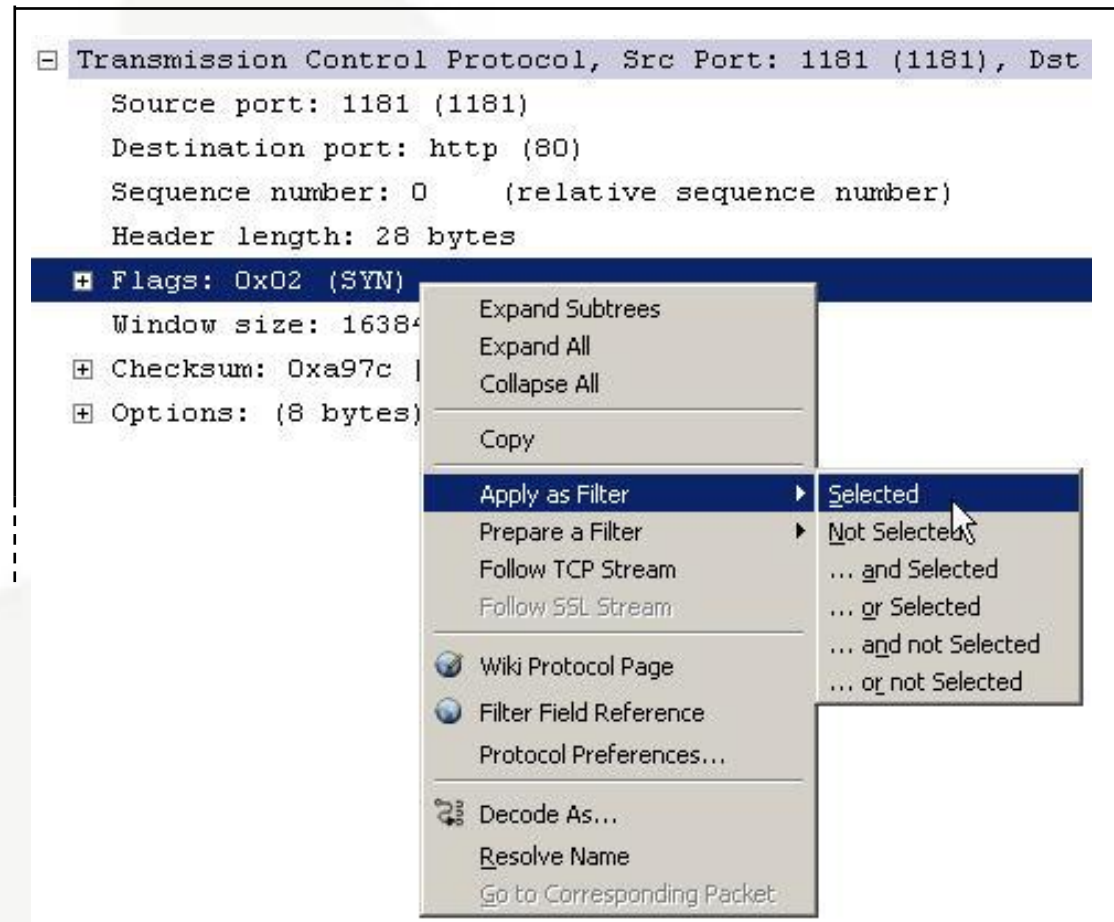 Transmission Control Protocol, Src Port: 1181 (1181), Dst
Source port: 1181 (1181)
Destination port: http (80)
Sequence number: 0 (relative sequence number)
Header length: 28 bytes
Flags: 0x02 (SYN)
Window size: 16384
Checksum: 0xa97c
Options: (8 bytes)
Expand Subtrees
Expand All
Collapse All
Copy
Apply as Filter
Prepare a Filter
Follow TCP Stream
Follow SSL Stream
Wiki Protocol Page
Filter Field Reference
Protocol Preferences...
Decode As...
Resolve Name
Go to Corresponding Packet
Selected
Not Selected
... and Selected
... or Selected
... and not Selected
... or not Selected